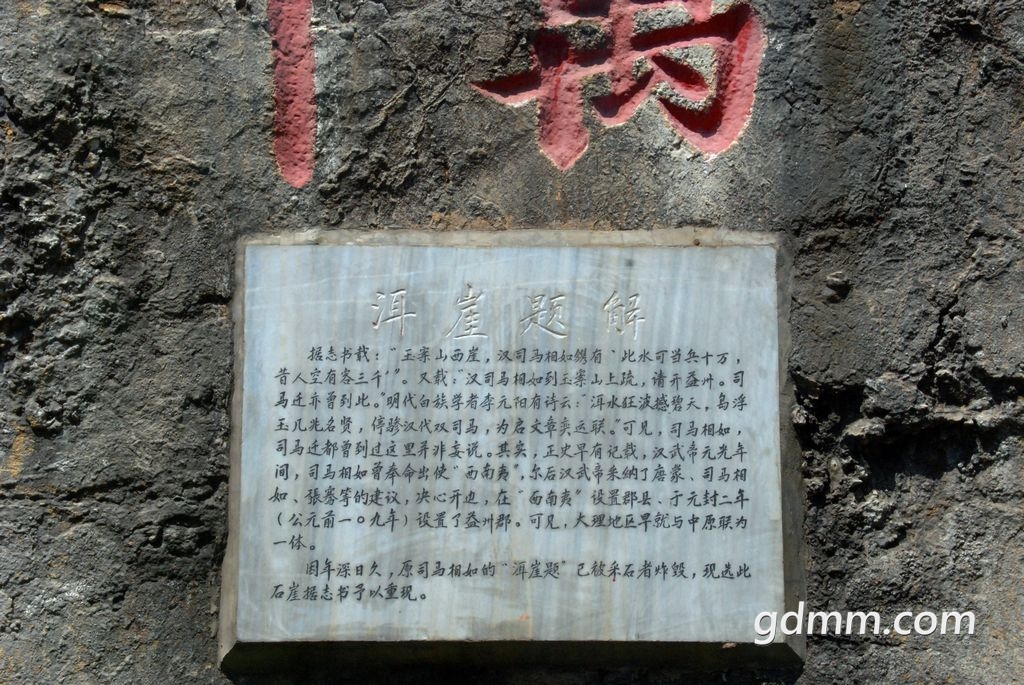 万
洱崖题解
据志书载：“玉案山西崖，汉司马相如镌有‘此水可当兵十万，
昔人空有客三千’”。又载：“汉司马相如到玉案山上疏，请开益州。司
马迁亦曾到此。”明代白族学者李元阳有诗云：“洱水狂波撼碧天，岛浮
玉几兆名贤，停骖汉代双司马，为启文章奕运联。”可见，司马相如，
司马迁都曾到过这里并非妄说。其实，正史早有记载，汉武帝元光年
间，司马相如曾奉命出使“西南夷”，尔后汉武帝采纳了唐蒙、司马相
如、张骞等的建议，决心开边，在“西南夷”设置郡县、于元封二年
（公元前一〇九年）设置了益州郡。可见，大理地区早就与中原联为
一体。
因年深日久，原司马相如的“洱崖题”已被采石者炸毁，现选此
石崖据志书予以重现。
gdmm.com